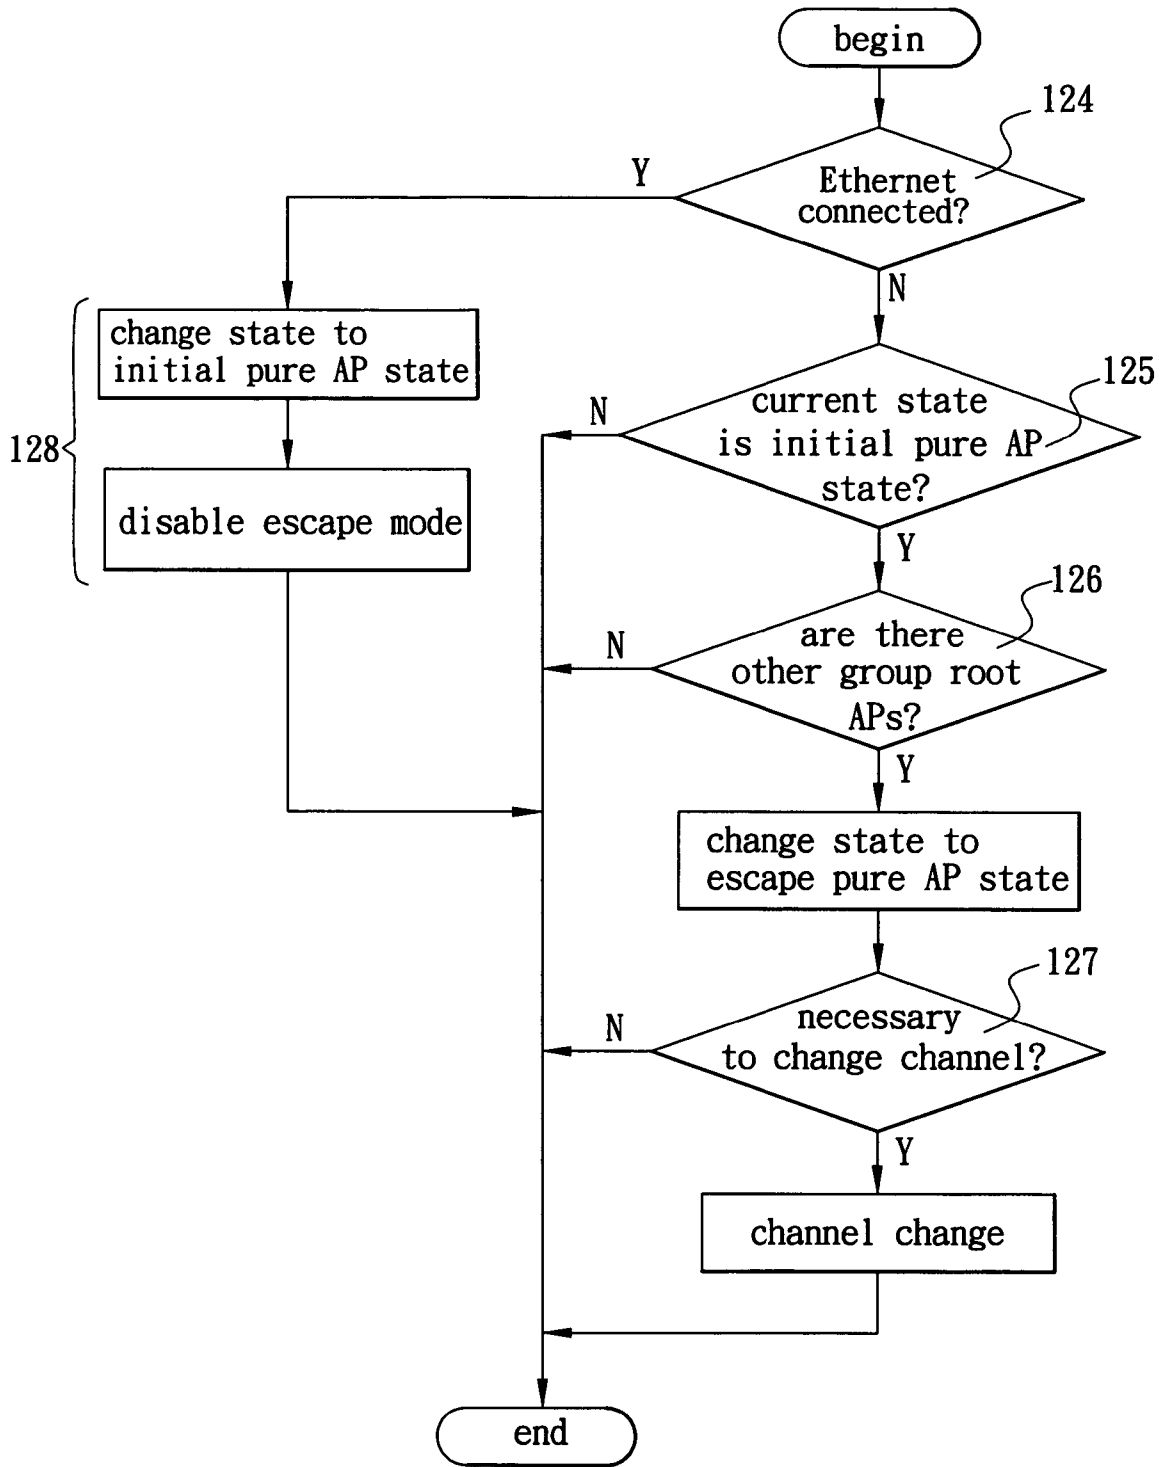 begin
124
Y
Ethernet
connected?
N
change state to
initial pure AP state
128
disable escape mode
125
N
current state
is initial pure AP
state?
Y
126
N
are there
other group root
APs?
Y
change state to
escape pure AP state
127
N
necessary
to change channel?
Y
channel change
end